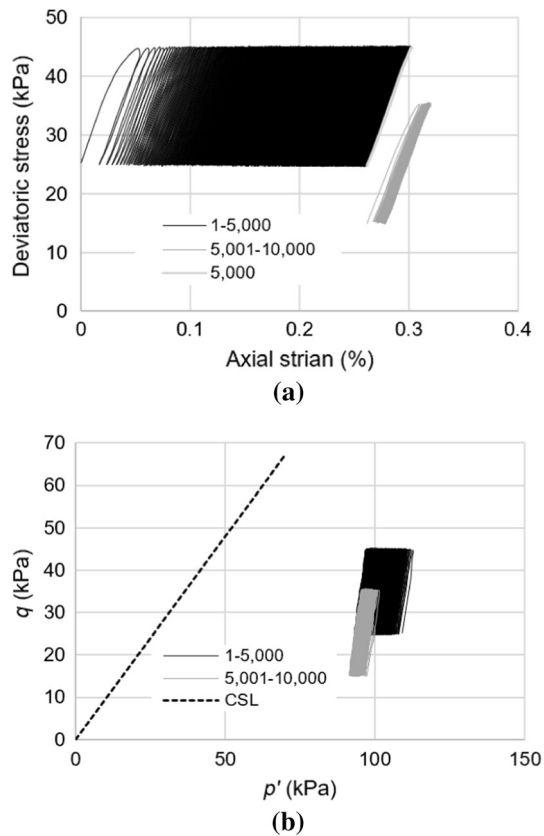 50
40
30
20
10
0
Deviatoric stress (kPa)
1-5,000
5,001-10,000
5,000
0 0.1 0.2 0.3 0.4
Axial strian (%)
(a)
70
60
50
40
30
20
10
0
q (kPa)
1-5,000
5,001-10,000
CSL
0 50 100 150
p' (kPa)
(b)